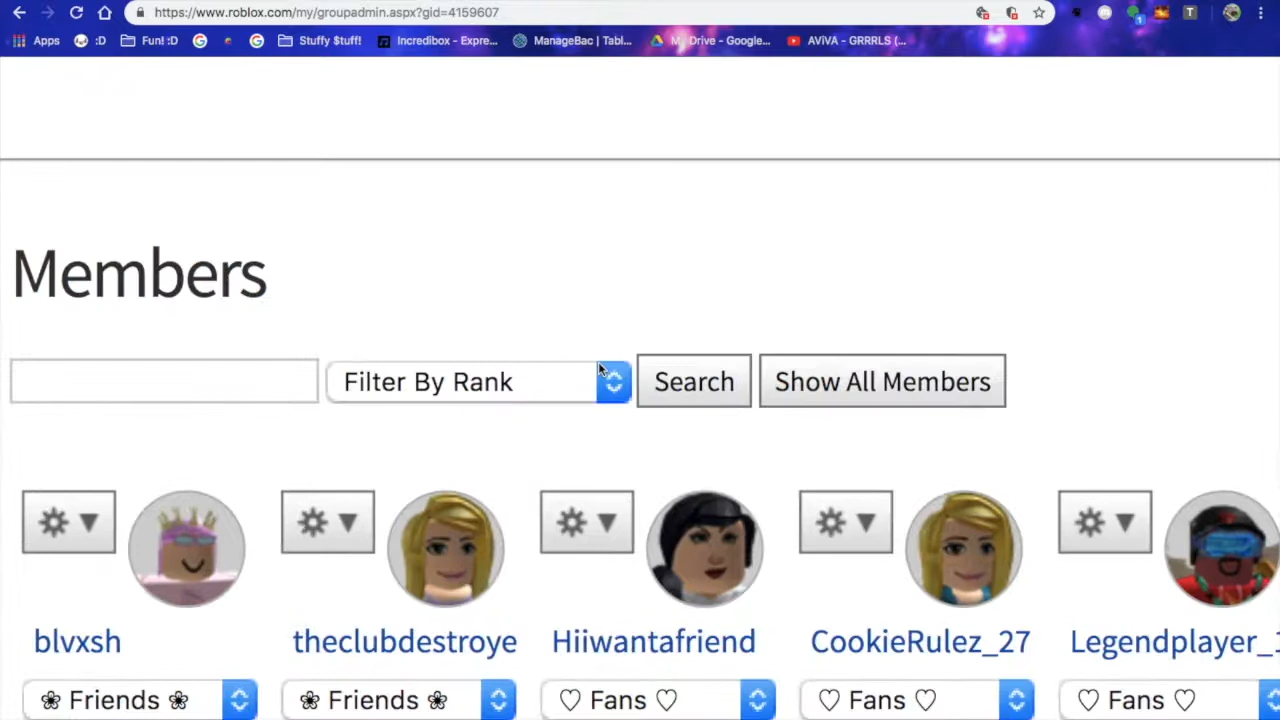 https://www.roblox.com/my/groupadmin.aspx?gid=4159607
Apps :D Fun! :D Stuffy $tuff! Incredibox - Expre... ManageBac | Tabl... My Drive - Google... AViVA - GRRRLS (...
Members
Filter By Rank Search Show All Members
blvxsh theclubdestroye Hiiwantafriend CookieRulez_27 Legendplayer_1
❀ Friends ❀ ❀ Friends ❀ ♡ Fans ♡ ♡ Fans ♡ ♡ Fans ♡